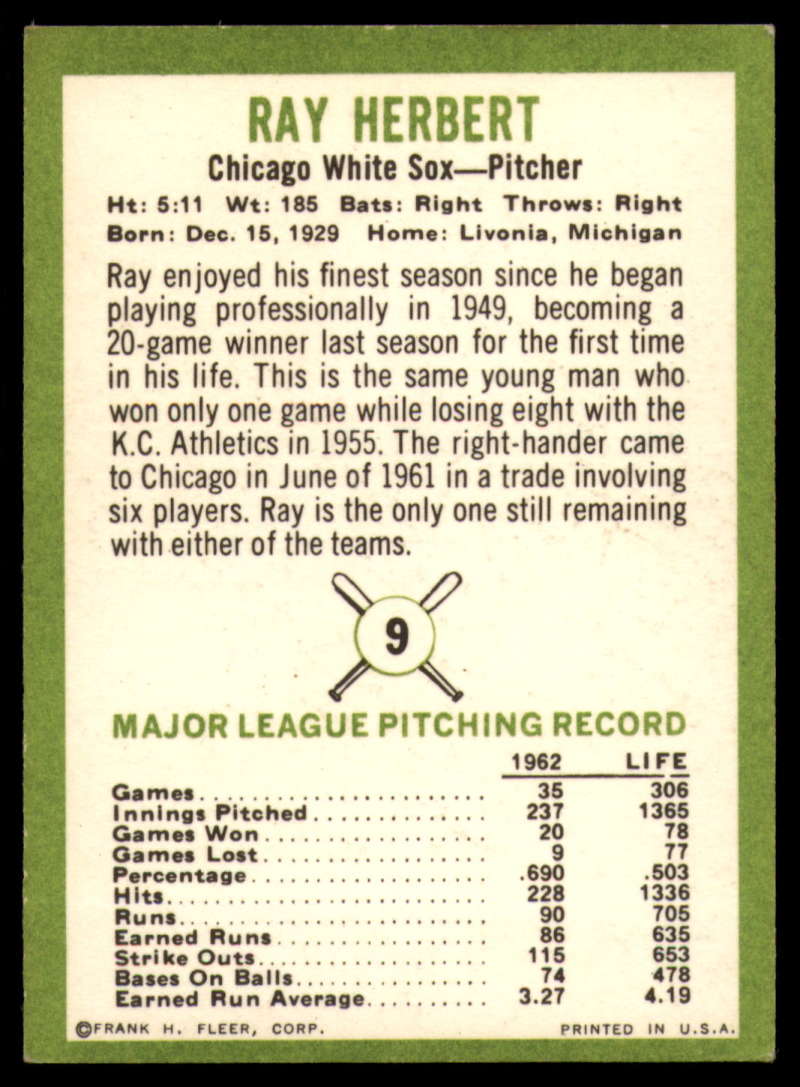 RAY HERBERT
Chicago White Sox—Pitcher
Ht: 5:11 Wt: 185 Bats: Right Throws: Right
Born: Dec. 15, 1929 Home: Livonia, Michigan
Ray enjoyed his finest season since he began
playing professionally in 1949, becoming a
20-game winner last season for the first time
in his life. This is the same young man who
won only one game while losing eight with the
K.C. Athletics in 1955. The right-hander came
to Chicago in June of 1961 in a trade involving
six players. Ray is the only one still remaining
with either of the teams.
9
MAJOR LEAGUE PITCHING RECORD
1962 LIFE
Games 35 306
Innings Pitched 237 1365
Games Won 20 78
Games Lost 9 77
Percentage .690 .503
Hits 228 1336
Runs 90 705
Earned Runs 86 635
Strike Outs 115 653
Bases On Balls 74 478
Earned Run Average 3.27 4.19
©FRANK H. FLEER, CORP. PRINTED IN U.S.A.